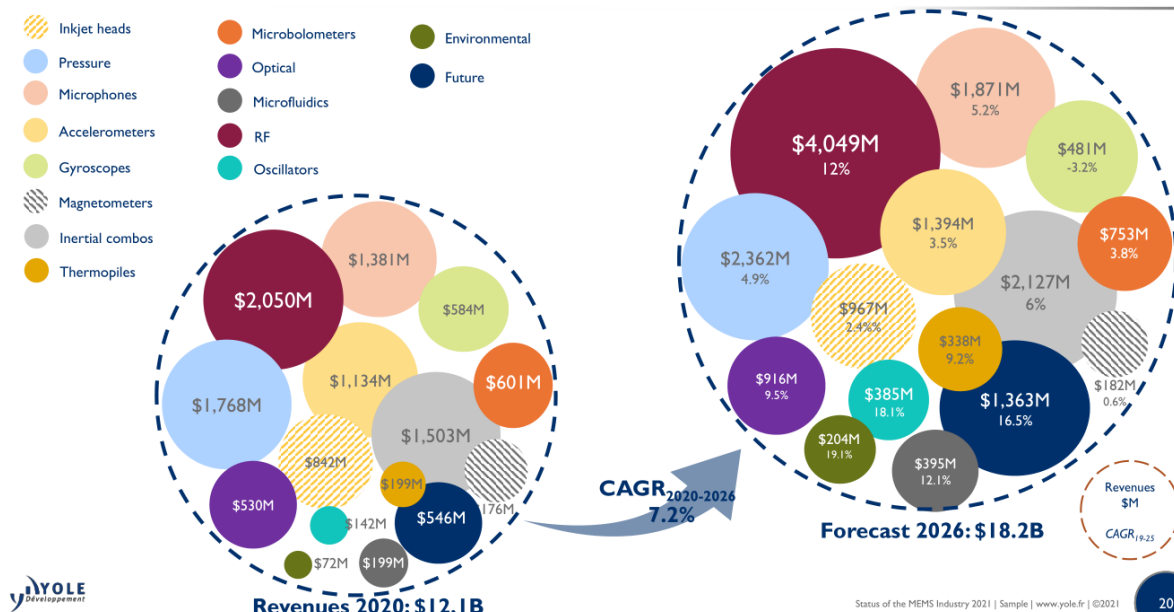 Inkjet heads
Pressure
Microphones
Accelerometers
Gyroscopes
Magnetometers
Inertial combos
Thermopiles
Microbolometers
Optical
Microfluidics
RF
Oscillators
Environmental
Future
$1,381M
$2,050M
$584M
$1,134M
$601M
$1,768M
$1,503M
$842M
$199M
$176M
$530M
$142M
$546M
$72M
$199M
Revenues 2020: $12.1B
CAGR2020-2026
7.2%
$1,871M
5.2%
$4,049M
12%
$481M
-3.2%
$1,394M
3.5%
$753M
3.8%
$2,362M
4.9%
$2,127M
6%
$967M
2.4%%
$338M
9.2%
$182M
0.6%
$916M
9.5%
$385M
18.1%
$1,363M
16.5%
$204M
19.1%
$395M
12.1%
Forecast 2026: $18.2B
Revenues
$M
CAGR19-25
YOLE
Développement
Status of the MEMS Industry 2021 | Sample | www.yole.fr | ©2021
20